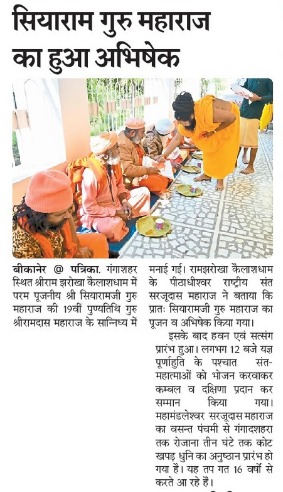 सियाराम गुरु महाराज
का हुआ अभिषेक
बीकानेर @ पत्रिका. गंगाशहर
स्थित श्रीराम झरोखा कैलाशधाम में
परम पूजनीय श्री सियारामजी गुरु
महाराज की 19वीं पुण्यतिथि गुरु
श्रीरामदास महाराज के सान्निध्य में
मनाई गई। रामझरोखा कैलाशधाम
के पीठाधीश्वर राष्ट्रीय संत
सरजूदास महाराज ने बताया कि
प्रातः सियारामजी गुरु महाराज का
पूजन व अभिषेक किया गया।
इसके बाद हवन एवं सत्संग
प्रारंभ हुआ। लगभग 12 बजे यज्ञ
पूर्णाहुति के पश्चात संत-
महात्माओं को भोजन करवाकर
कम्बल व दक्षिणा प्रदान कर
सम्मान किया गया।
महामंडलेश्वर सरजूदास महाराज
का वसन्त पंचमी से गंगादशहरा
तक रोजाना तीन घंटे तक कोट
खपड़ धुनि का अनुष्ठान प्रारंभ हो
गया है। यह तप गत 16 वर्षों से
करते आ रहे हैं।